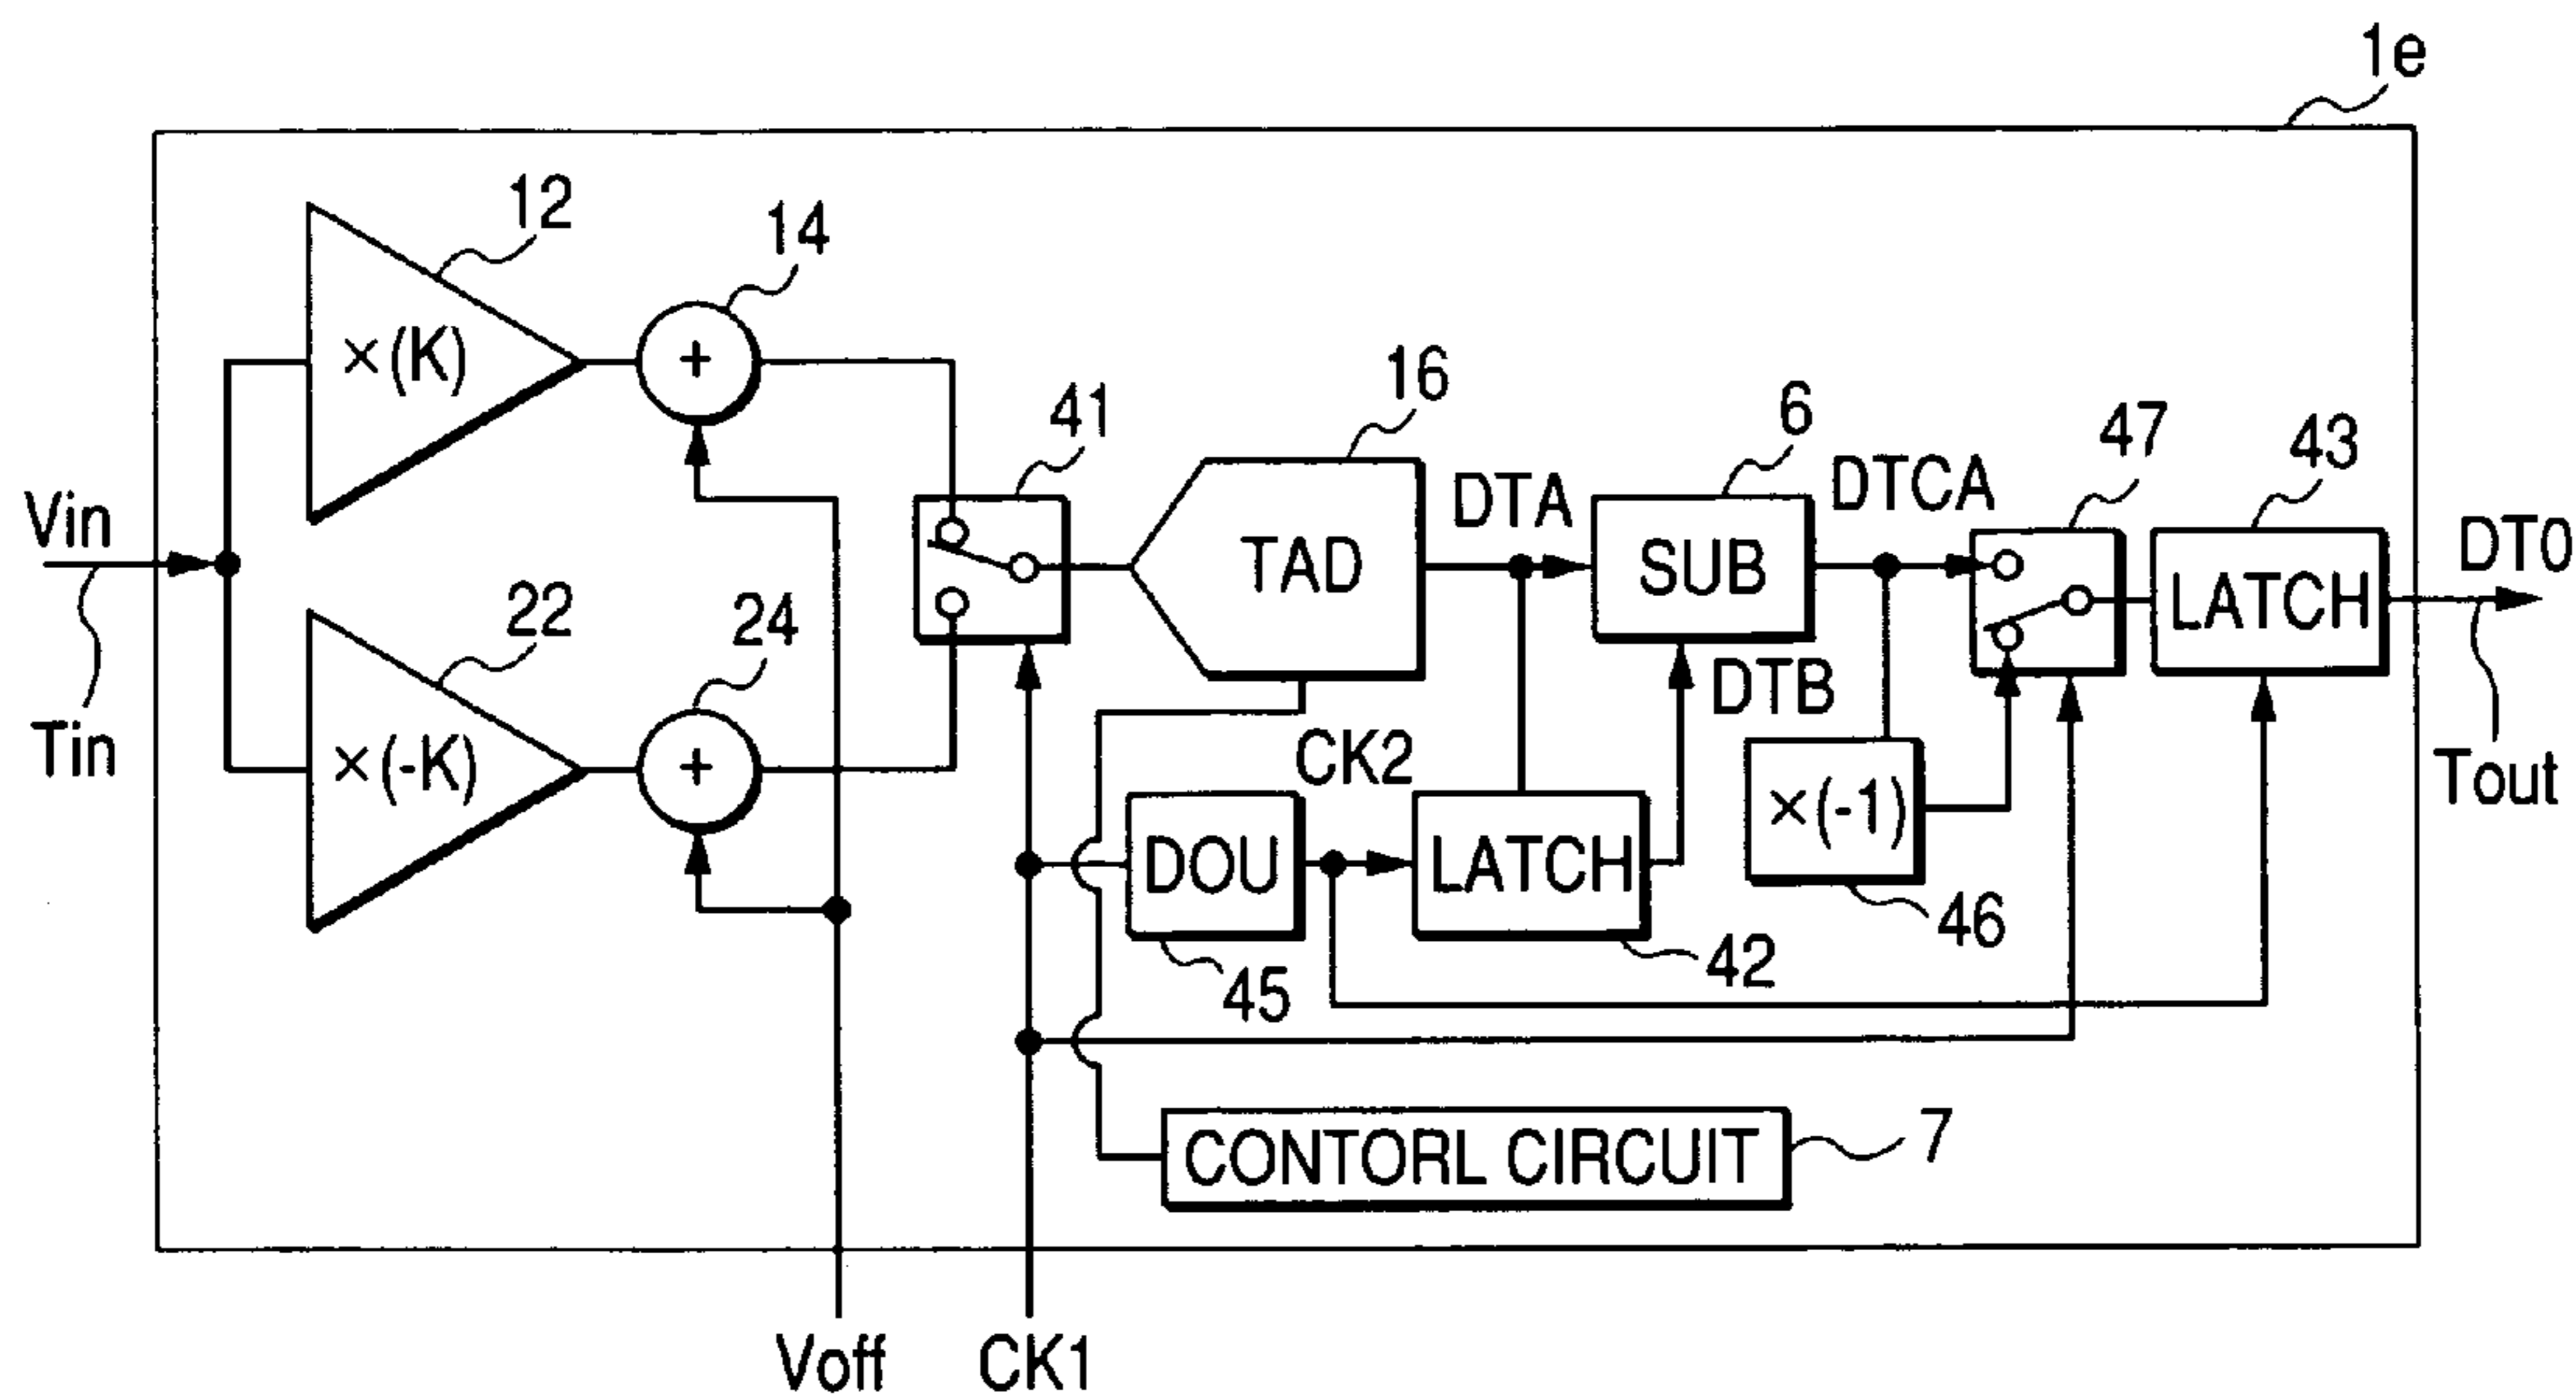 1e
12
14
×(K)
16
6
47
43
41
DTCA
DTA
Vin
TAD
SUB
LATCH
DT0
22
24
DTB
Tin
×(-K)
CK2
×(-1)
Tout
DOU
LATCH
46
42
45
CONTORL CIRCUIT
7
Voff
CK1